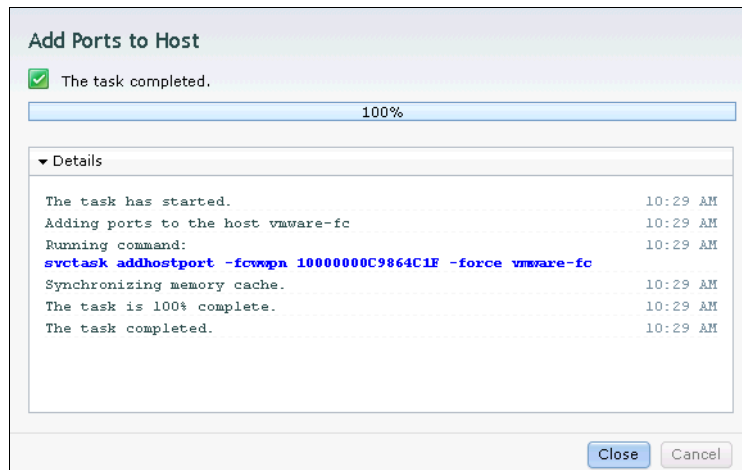 Add Ports to Host
The task completed.
100%
Details
The task has started. 10:29 AM
Adding ports to the host vmware-fc 10:29 AM
Running command: 10:29 AM
svctask addhostport -fcwwpn 10000000C9864C1F -force vmware-fc
Synchronizing memory cache. 10:29 AM
The task is 100% complete. 10:29 AM
The task completed. 10:29 AM
Close Cancel